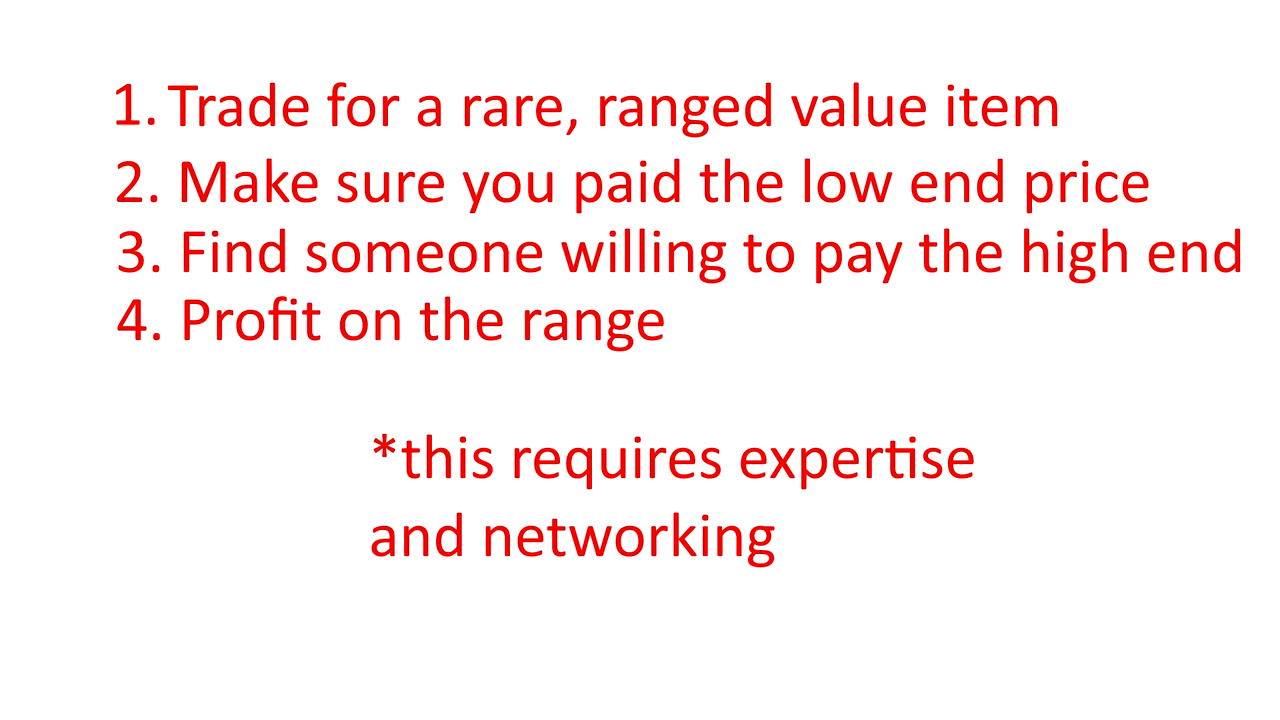 1. Trade for a rare, ranged value item
2. Make sure you paid the low end price
3. Find someone willing to pay the high end
4. Profit on the range
*this requires expertise
and networking